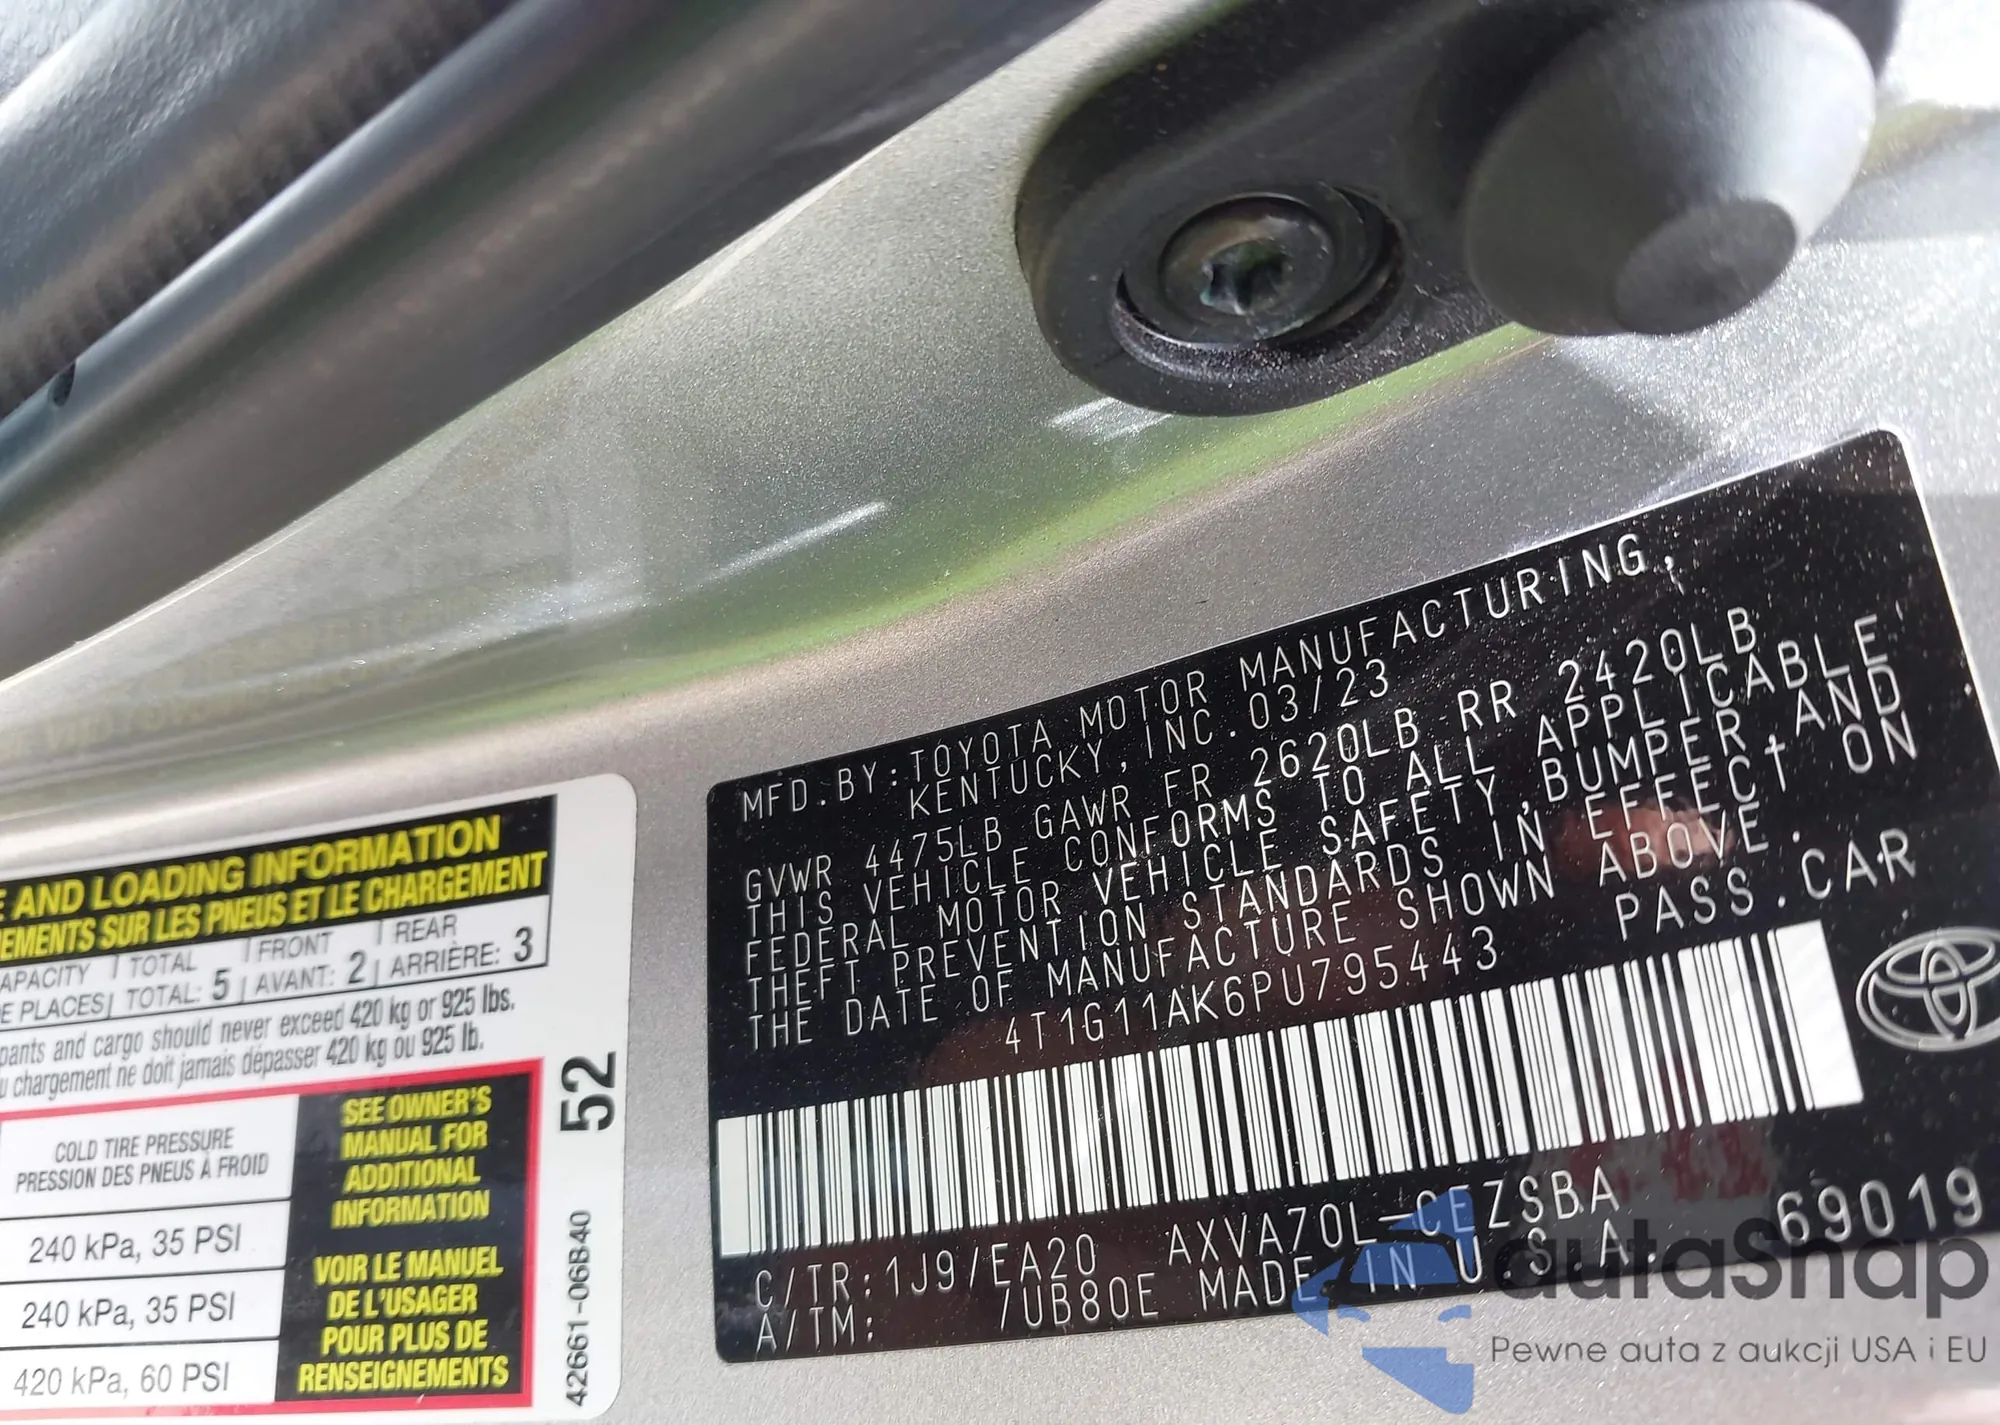 E AND LOADING INFORMATION
EMENTS SUR LES PNEUS ET LE CHARGEMENT
APACITY TOTAL FRONT REAR
E PLACES TOTAL: 5 AVANT: 2 ARRIÈRE: 3
pants and cargo should never exceed 420 kg or 925 lbs.
u chargement ne doit jamais dépasser 420 kg ou 925 lb.
COLD TIRE PRESSURE
PRESSION DES PNEUS À FROID
240 kPa, 35 PSI
240 kPa, 35 PSI
420 kPa, 60 PSI
SEE OWNER'S
MANUAL FOR
ADDITIONAL
INFORMATION
VOIR LE MANUEL
DE L'USAGER
POUR PLUS DE
RENSEIGNEMENTS
52
42661-06B40
MFD.BY:TOYOTA MOTOR MANUFACTURING,
KENTUCKY,INC.03/23
GVWR 4475LB GAWR FR 2620LB RR 2420LB
THIS VEHICLE CONFORMS TO ALL APPLICABLE
FEDERAL MOTOR VEHICLE SAFETY,BUMPER,AND
THEFT PREVENTION STANDARDS IN EFFECT ON
THE DATE OF MANUFACTURE SHOWN ABOVE.
4T1G11AK6PU795443 PASS.CAR
C/TR:1J9/EA20 AXVA70L-CEZSBA
A/TM: /UB80E MADE IN U.S.A.
69019
autaSnap
Pewne auta z aukcji USA i EU